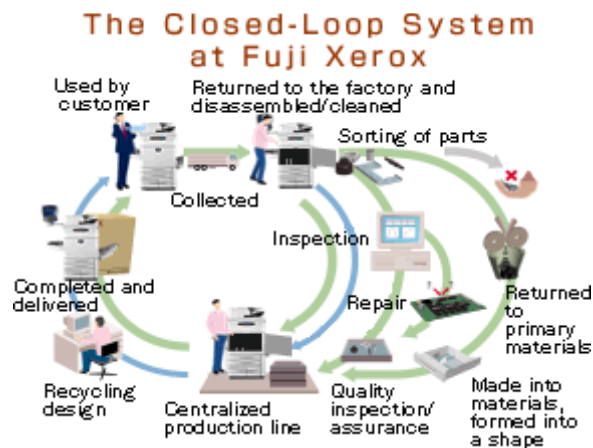 The Closed-Loop System
at Fuji Xerox
Used by
customer
Returned to the factory and
disassembled/cleaned
Sorting of parts
Collected
Inspection
Completed and
delivered
Repair
Returned
to
primary
materials
Recycling
design
Centralized
production line
Quality
inspection/
assurance
Made into
materials,
formed into
a shape